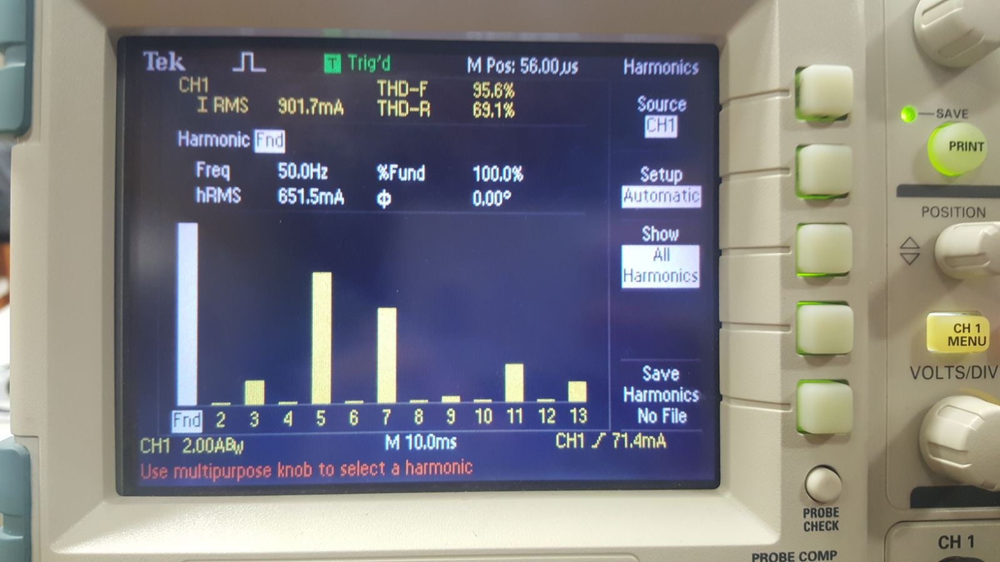 Tek T Trig'd M Pos: 56.00µs Harmonics
CH1 THD-F 95.6%
I RMS 901.7mA THD-R 69.1%
Source
CH1
Harmonic Fnd
Freq 50.0Hz %Fund 100.0%
hRMS 651.5mA ϕ 0.00º
Setup
Automatic
Show
All
Harmonics
Save
Harmonics
No File
Fnd 2 3 4 5 6 7 8 9 10 11 12 13
CH1 2.00ABw M 10.0ms CH1 71.4mA
Use multipurpose knob to select a harmonic
SAVE
PRINT
POSITION
CH 1
MENU
VOLTS/DIV
PROBE
CHECK
CH 1
PROBE COMP